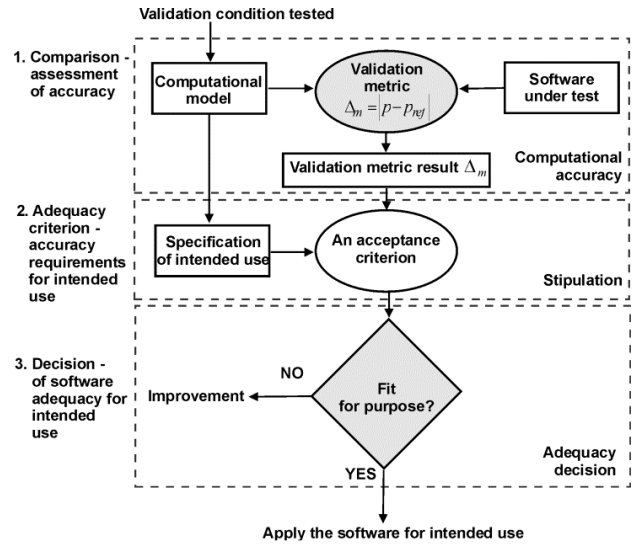 Validation condition tested
1. Comparison -
assessment
of accuracy
Computational
model
Validation
metric
Δm = |p − pref|
Software
under test
Validation metric result Δm
Computational
accuracy
2. Adequacy
criterion -
accuracy
requirements
for intended
use
Specification
of intended use
An acceptance
criterion
Stipulation
3. Decision -
of software
adequacy for
intended
use
Improvement
NO
Fit
for purpose?
YES
Adequacy
decision
Apply the software for intended use